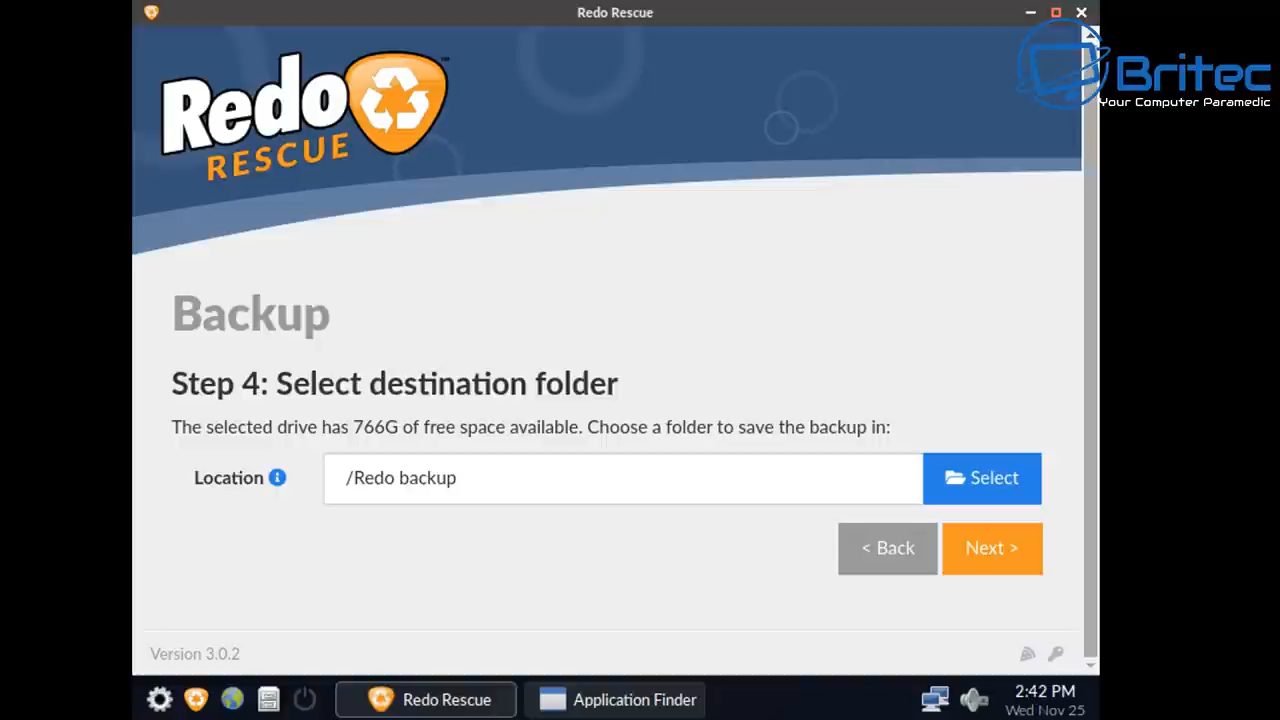 Redo Rescue
Redo
RESCUE
™
Britec
Your Computer Paramedic
Backup
Step 4: Select destination folder
The selected drive has 766G of free space available. Choose a folder to save the backup in:
Location
/Redo backup
Select
< Back
Next >
Version 3.0.2
Redo Rescue
Application Finder
2:42 PM
Wed Nov 25